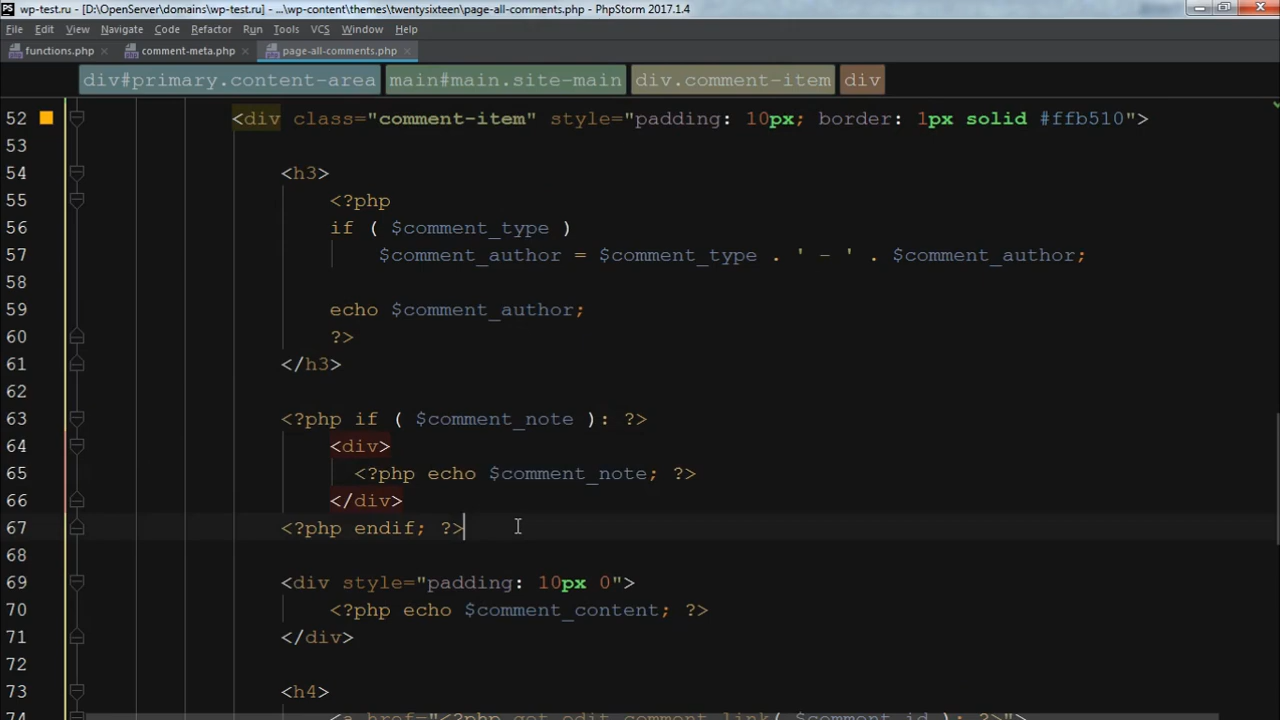 wp-test.ru - [D:\OpenServer\domains\wp-test.ru] - ...\wp-content\themes\twentysixteen\page-all-comments.php - PhpStorm 2017.1.4
File Edit View Navigate Code Refactor Run Tools VCS Window Help
functions.php comment-meta.php page-all-comments.php
div#primary.content-area main#main.site-main div.comment-item div
52 <div class="comment-item" style="padding: 10px; border: 1px solid #ffb510">
53
54 <h3>
55 <?php
56 if ( $comment_type )
57 $comment_author = $comment_type . ' - ' . $comment_author;
58
59 echo $comment_author;
60 ?>
61 </h3>
62
63 <?php if ( $comment_note ): ?>
64 <div>
65 <?php echo $comment_note; ?>
66 </div>
67 <?php endif; ?>
68
69 <div style="padding: 10px 0">
70 <?php echo $comment_content; ?>
71 </div>
72
73 <h4>
74 <a href="<?php get_edit_comment_link( $comment_id ); ?>">